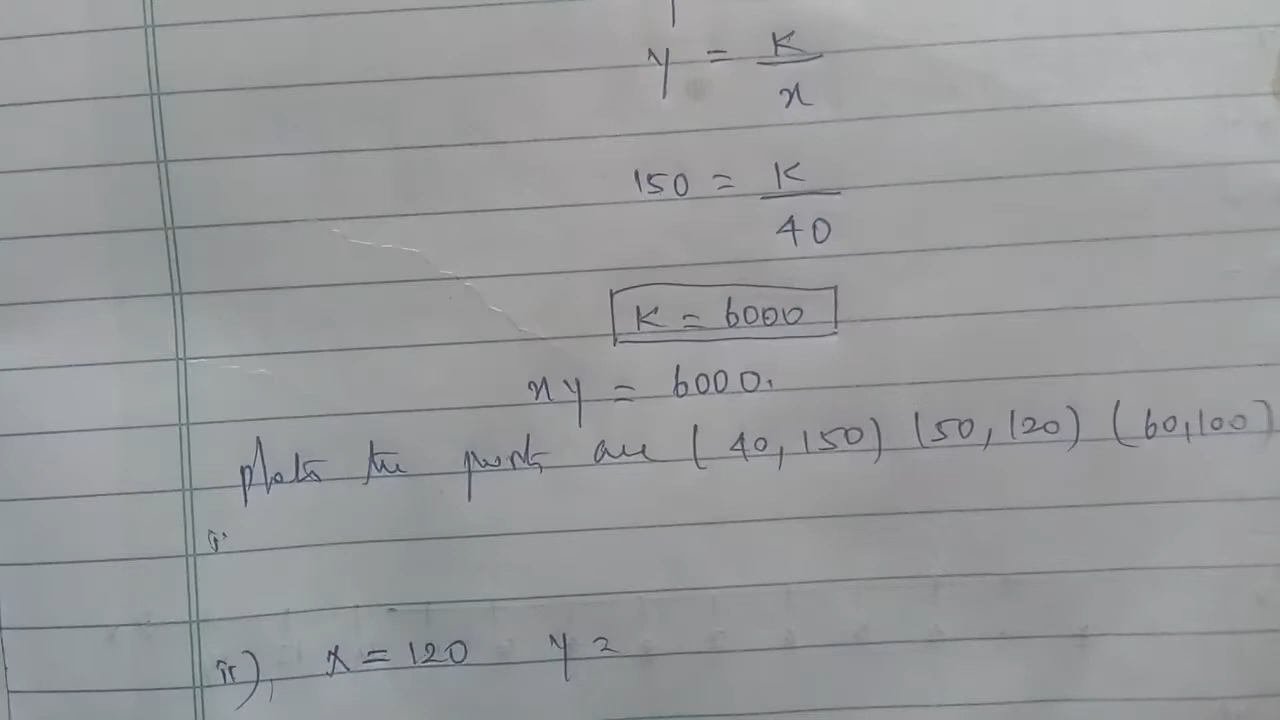 y = K/x
150 = K/40
K = 6000
xy = 6000.
plots the points are (40,150) (50,120) (60,100)
ii), x = 120 y =